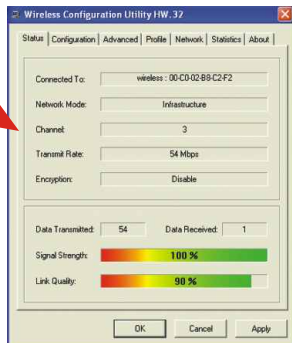 Wireless Configuration Utility HW.32
Status Configuration Advanced Profile Network Statistics About
Connected To: wireless : 00-C0-02-B8-C2-F2
Network Mode: Infrastructure
Channel: 3
Transmit Rate: 54 Mbps
Encryption: Disable
Data Transmitted: 54 Data Received: 1
Signal Strength: 100 %
Link Quality: 90 %
OK Cancel Apply